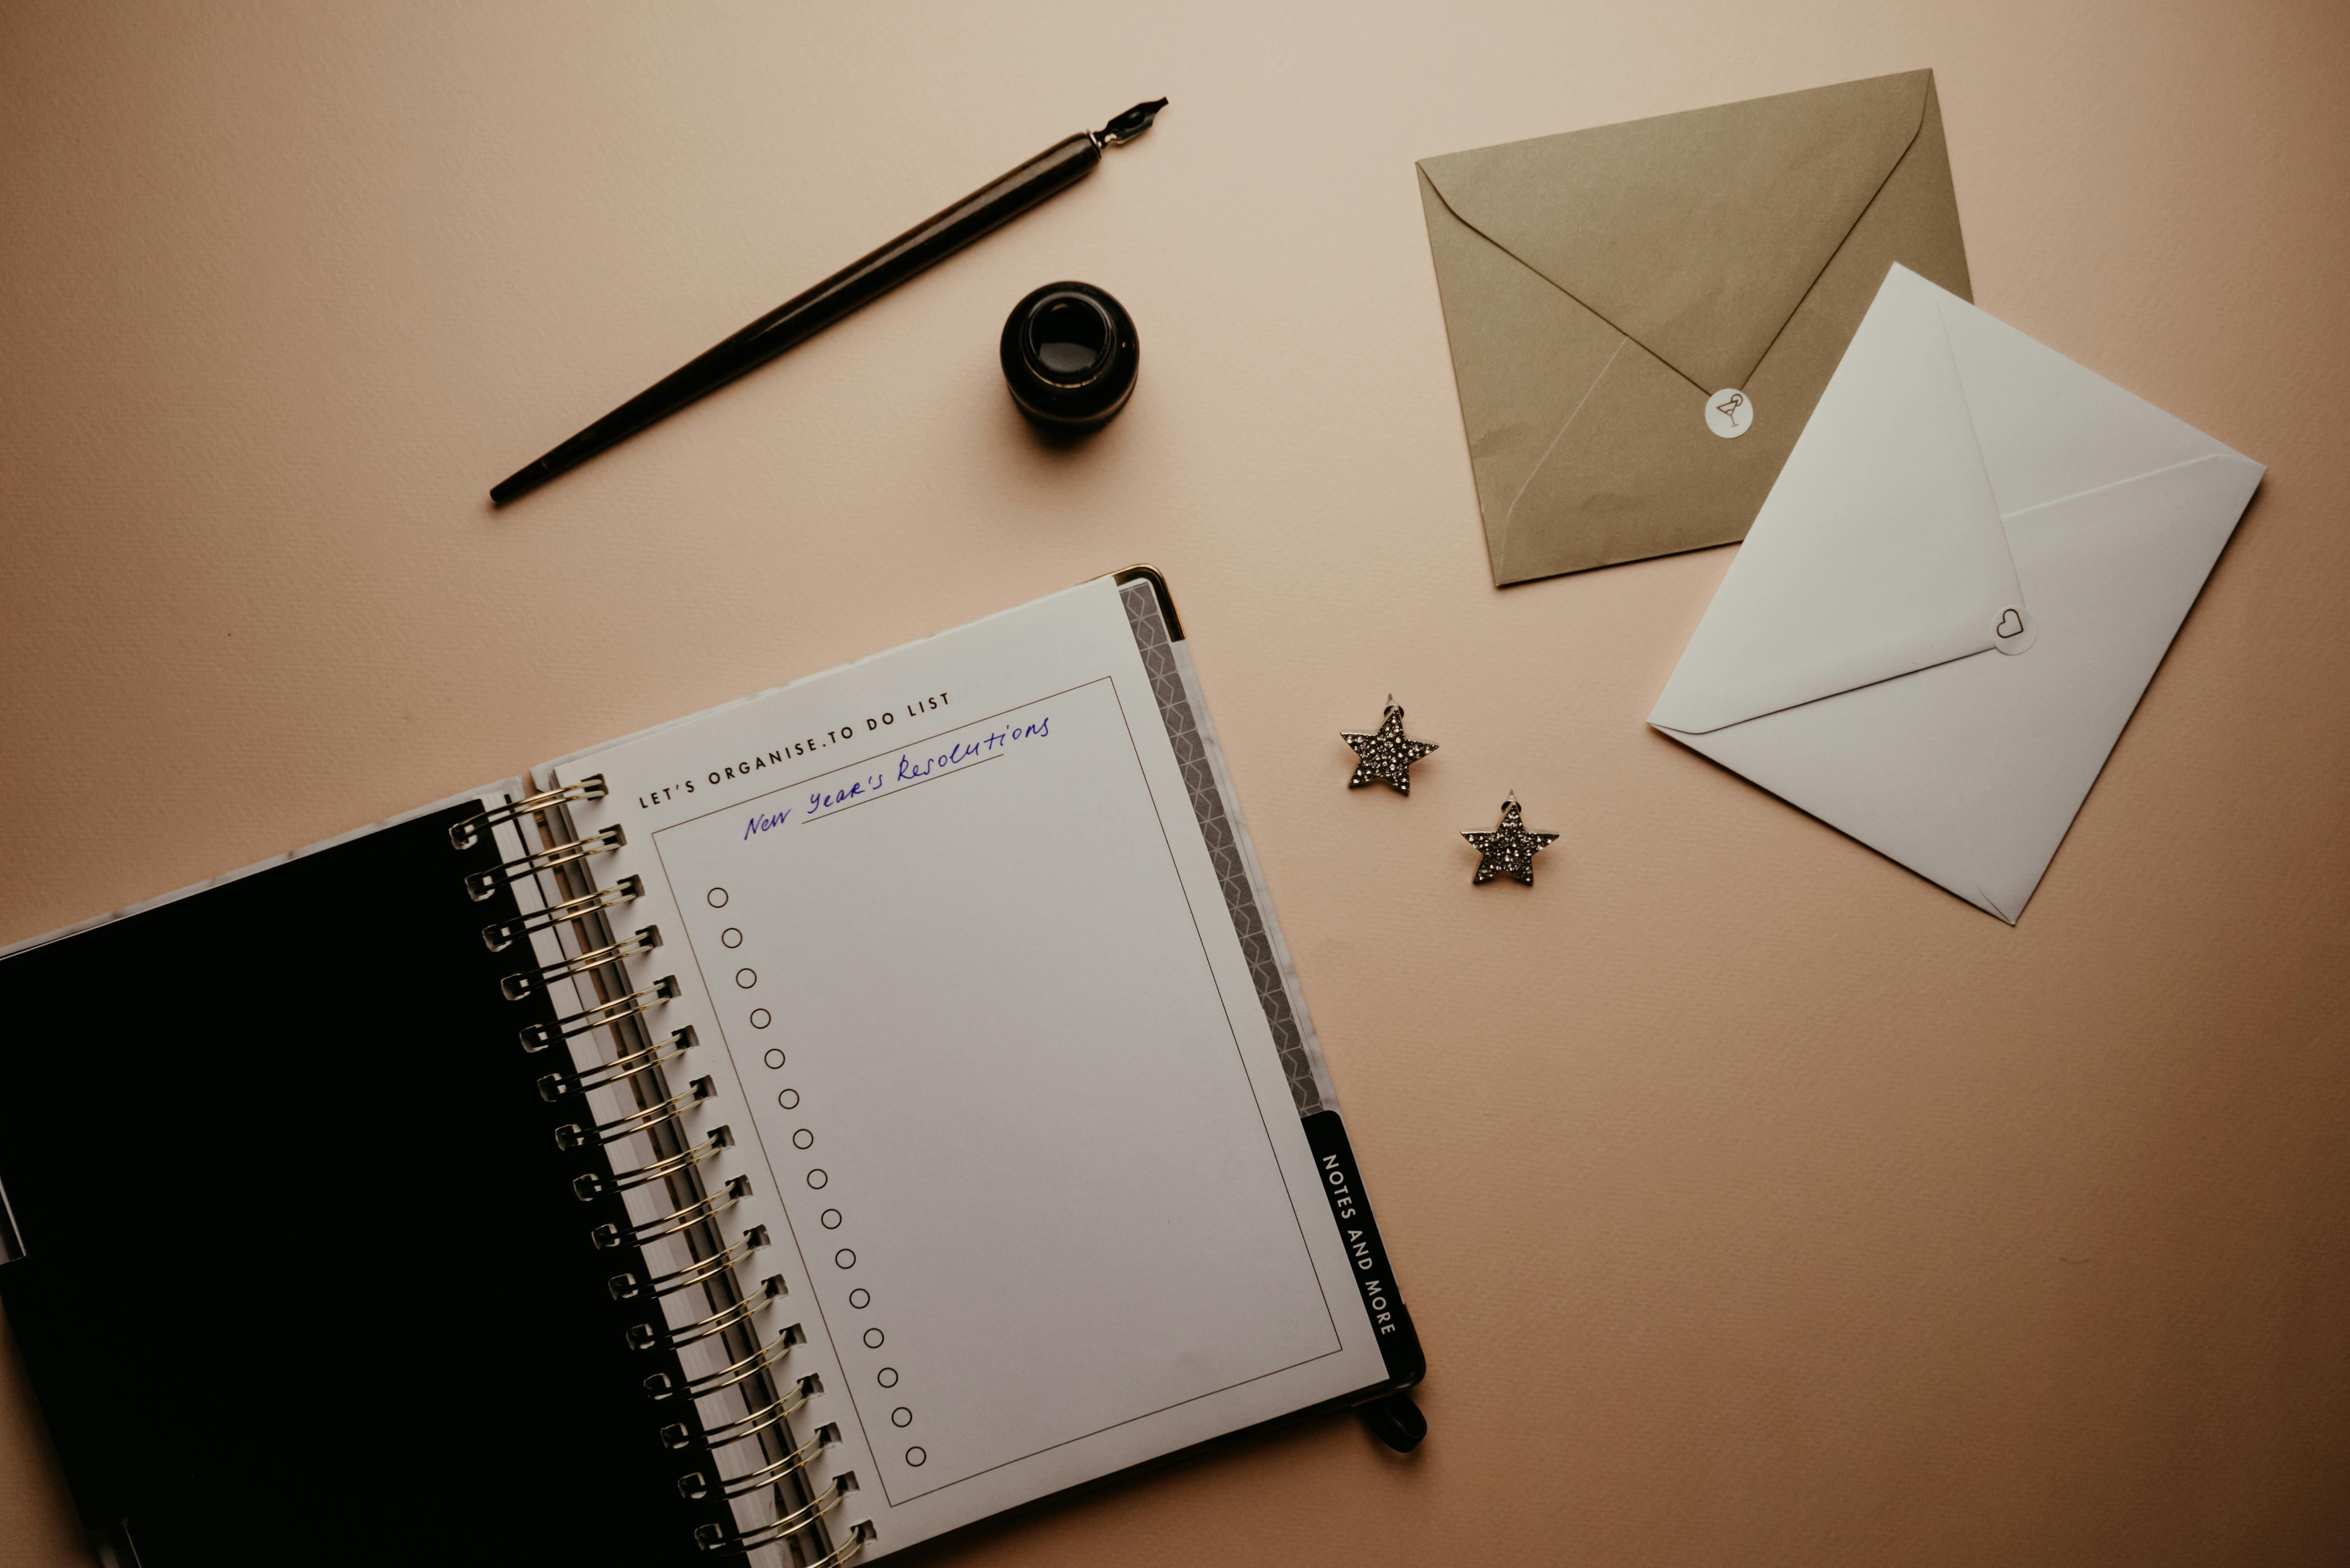 LET'S ORGANISE.TO DO LIST
New Year's Resolutions
NOTES AND MORE